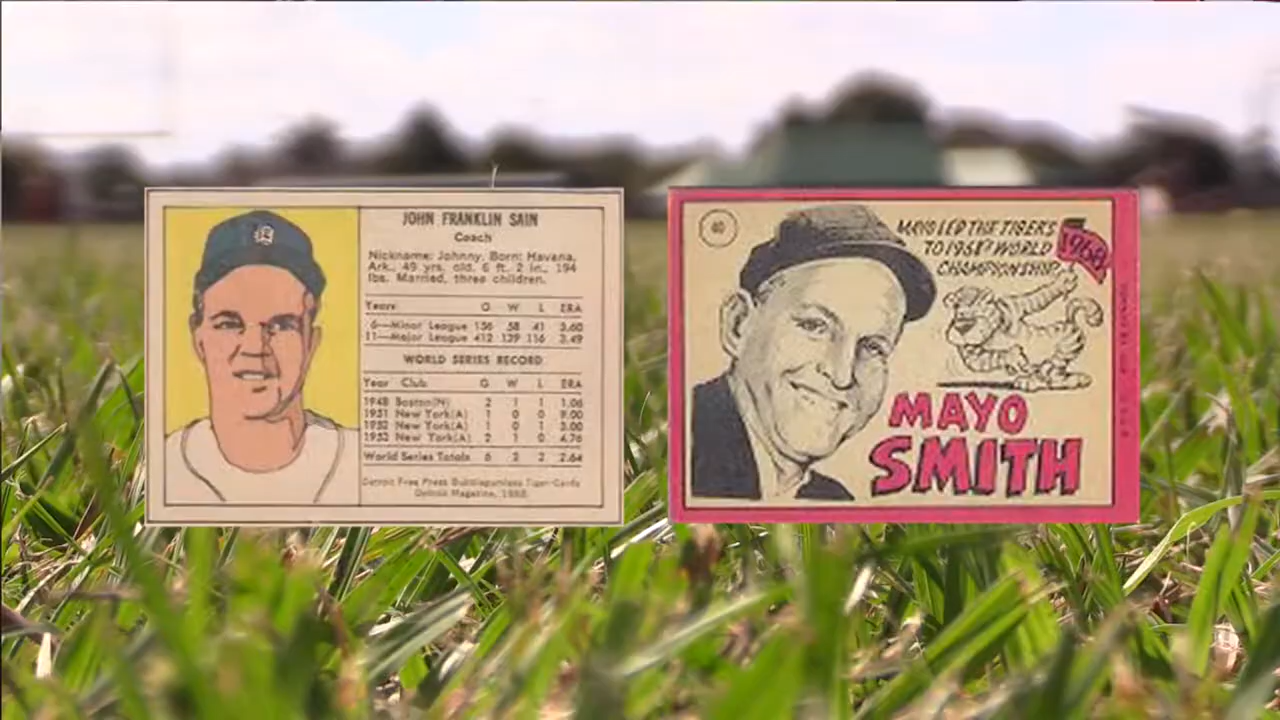 JOHN FRANKLIN SAIN
Coach
Nickname: Johnny. Born: Havana,
Ark., 49 yrs. old. 6 ft. 2 in., 194
lbs. Married, three children.
Years G W L ERA
6—Minor League 136 58 41 3.60
11—Major League 412 139 116 3.49
WORLD SERIES RECORD
Year Club G W L ERA
1948 Boston(N) 2 1 1 1.06
1951 New York(A) 1 0 0 9.00
1952 New York(A) 1 0 1 3.00
1953 New York(A) 2 1 0 4.76
World Series Totals 6 2 2 2.64
Detroit Free Press Bubblegumless Tiger Cards
Detroit Magazine, 1968.
40
MAYO LED THE TIGERS
TO 1968 WORLD
CHAMPIONSHIP.
1968
MAYO
SMITH